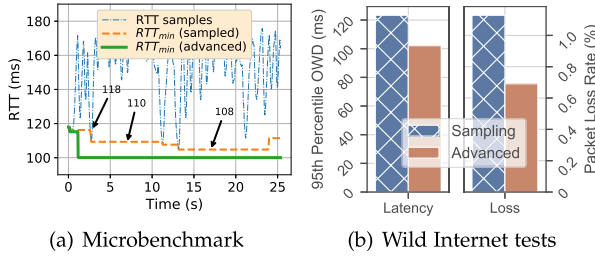 RTT samples
RTTmin (sampled)
RTTmin (advanced)
180
160
140
120
100
RTT (ms)
118
110
108
0
5
10
15
20
25
Time (s)
(a) Microbenchmark
95th Percentile OWD (ms)
120
100
80
60
40
20
0
Sampling
Advanced
Latency
Loss
1.0
0.8
0.6
0.4
0.2
0.0
Packet Loss Rate (%)
(b) Wild Internet tests